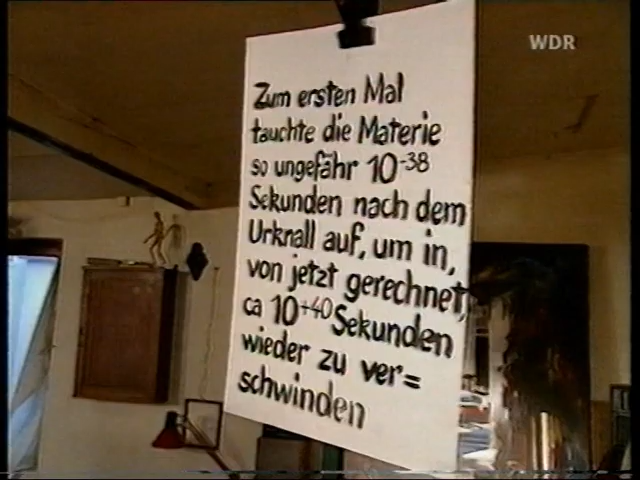 WDR
Zum ersten Mal
tauchte die Materie
so ungefähr 10⁻³⁸
Sekunden nach dem
Urknall auf, um in,
von jetzt gerechnet,
ca 10⁺⁴⁰ Sekunden
wieder zu ver=
schwinden